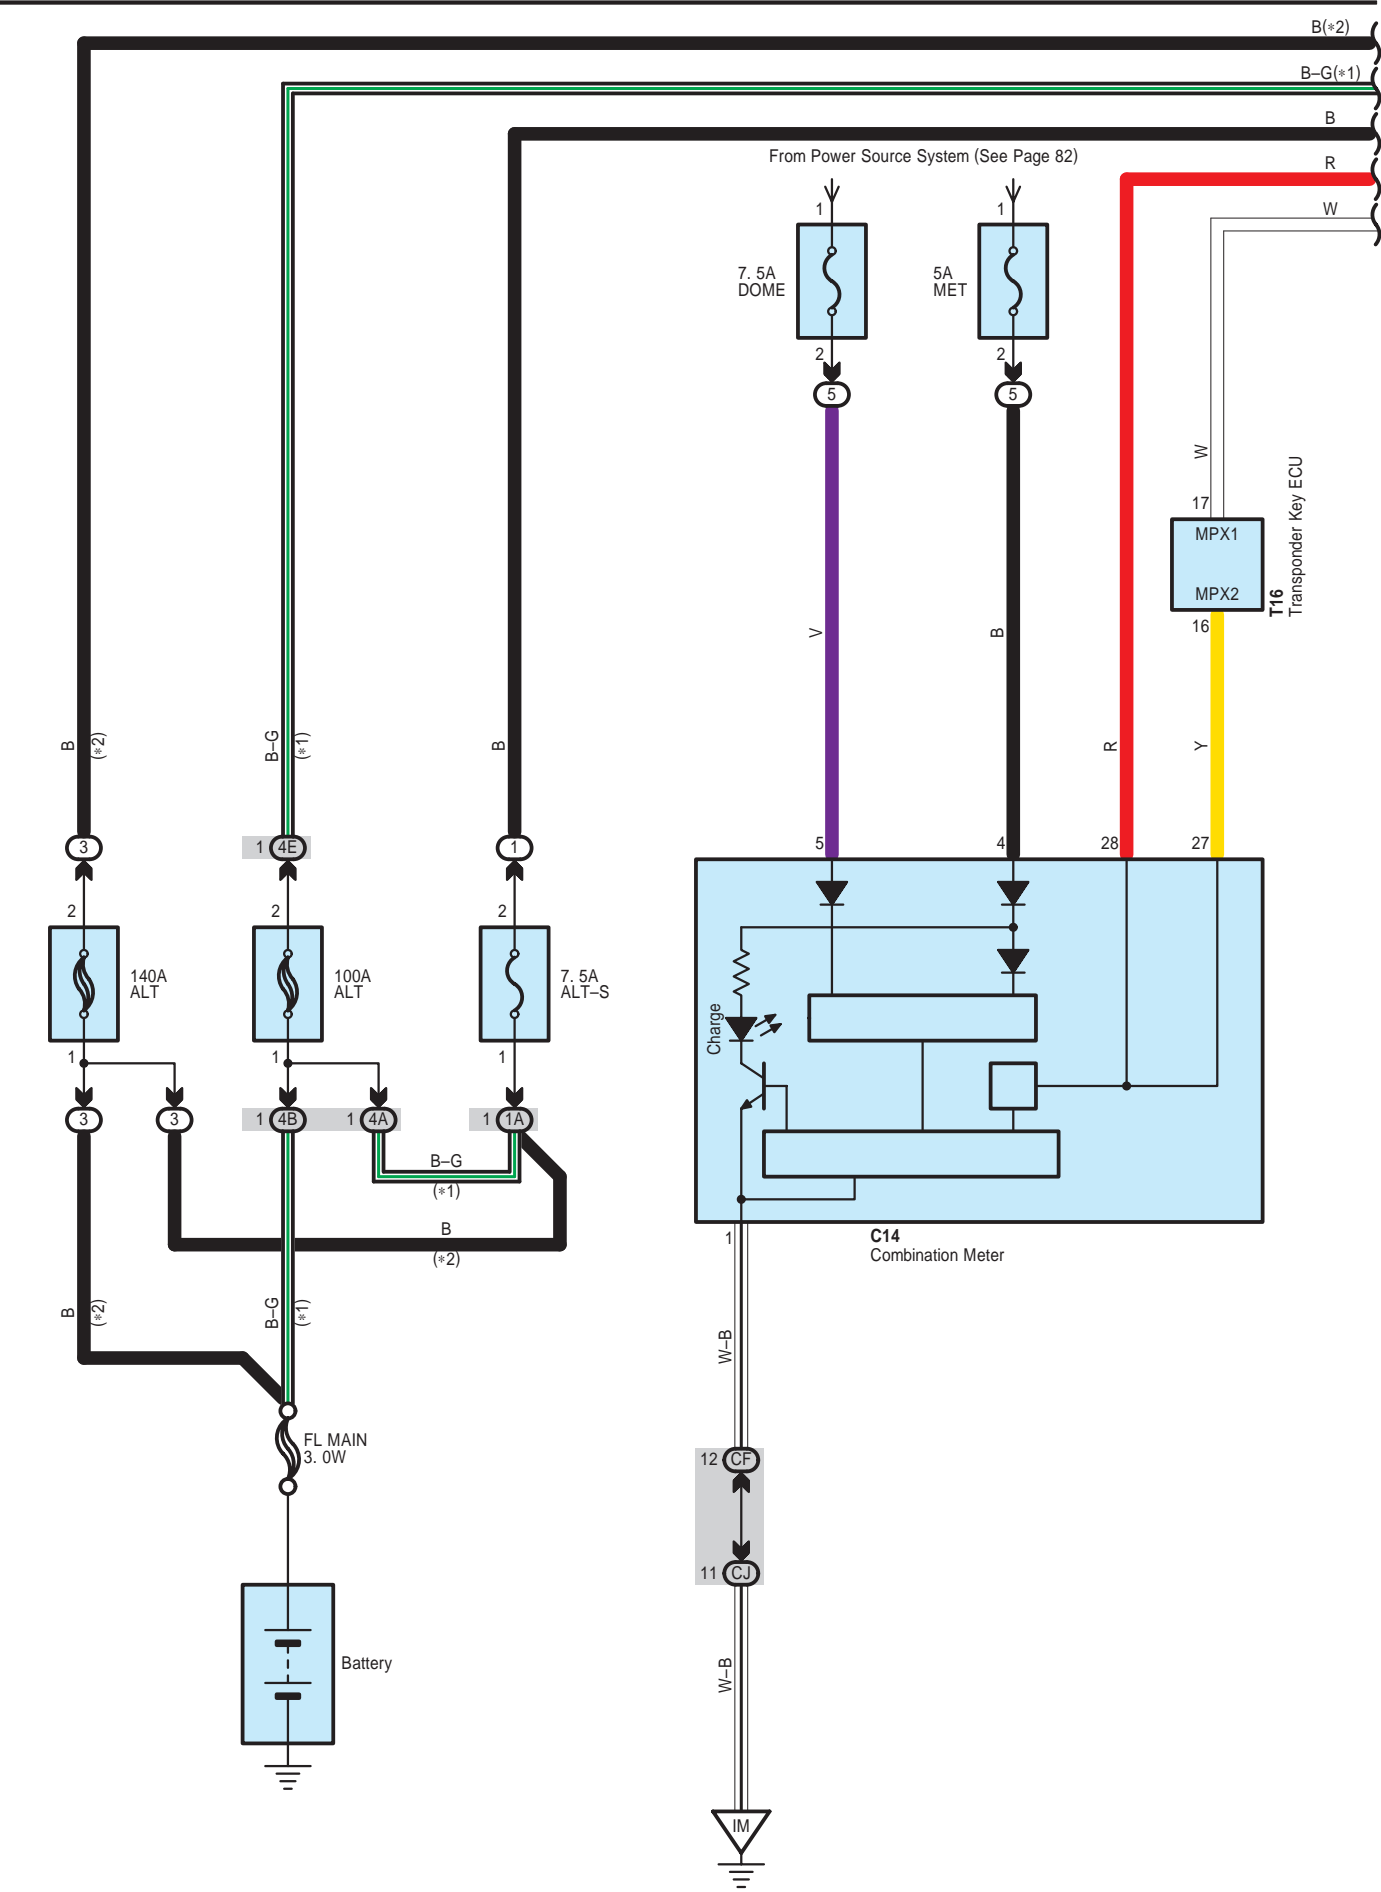 B(*2)
B–G(*1)
B
From Power Source System (See Page 82)
R
W
1
1
7. 5A
DOME
5A
MET
2
2
5
5
W
17
MPX1
MPX2
T16
Transponder Key ECU
16
V
B
B
(*2)
B–G
(*1)
B
R
Y
3
1
4E
1
5
4
28
27
2
2
2
140A
ALT
100A
ALT
7. 5A
ALT–S
Charge
1
1
1
3
3
1
4B
1
4A
1
1A
B–G
(*1)
B
(*2)
1
C14
Combination Meter
B
(*2)
B–G
(*1)
W–B
FL MAIN
3. 0W
12
CF
11
CJ
Battery
W–B
IM